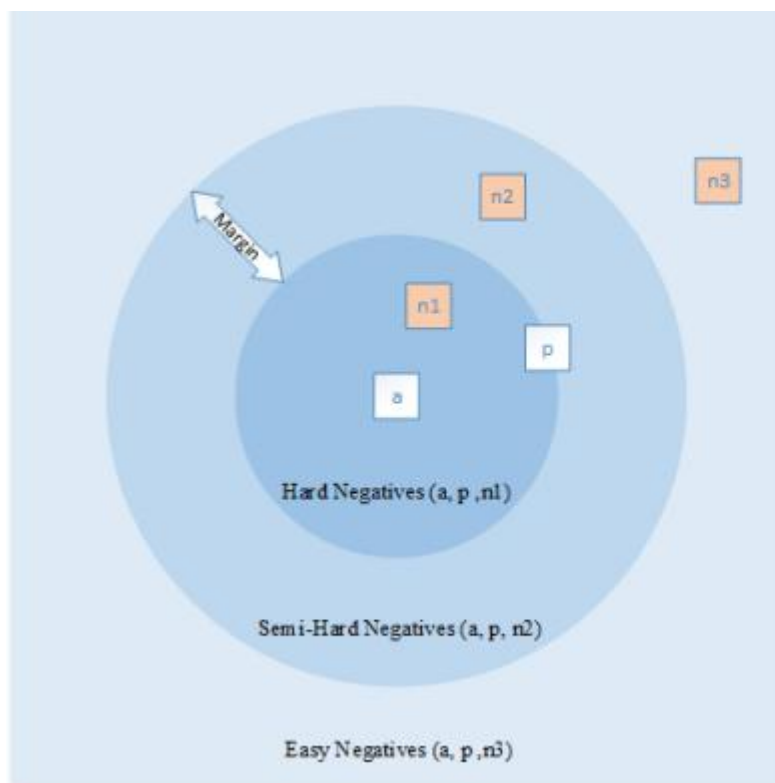 n2
n3
Margin
n1
p
a
Hard Negatives (a, p ,n1)
Semi-Hard Negatives (a, p, n2)
Easy Negatives (a, p ,n3)